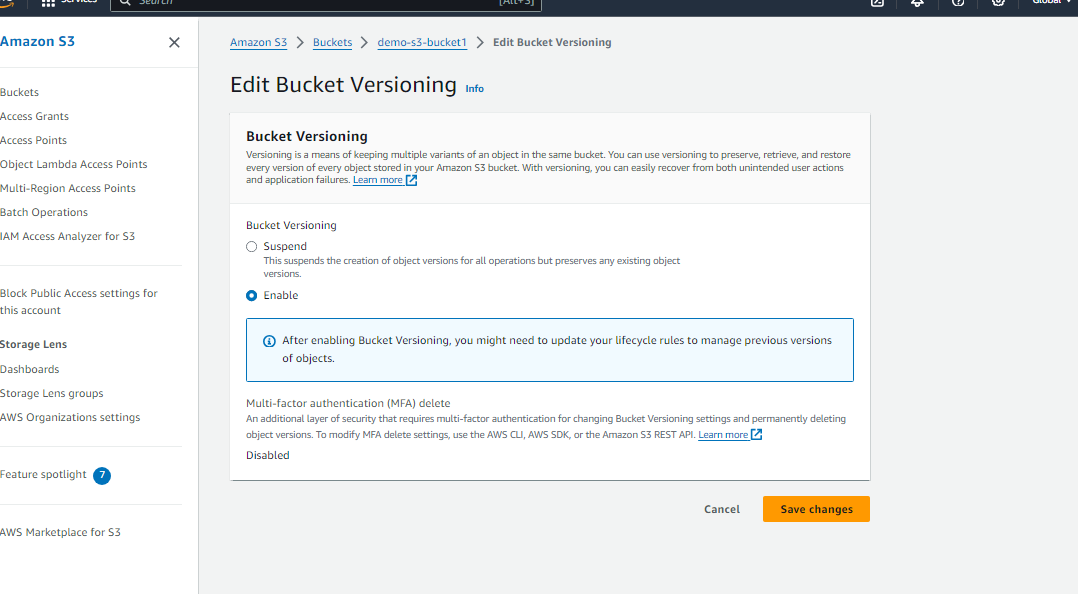 Services
Search
[Alt+S]
Global
Amazon S3
Buckets
Access Grants
Access Points
Object Lambda Access Points
Multi-Region Access Points
Batch Operations
IAM Access Analyzer for S3
Block Public Access settings for
this account
Storage Lens
Dashboards
Storage Lens groups
AWS Organizations settings
Feature spotlight 7
AWS Marketplace for S3
Amazon S3 > Buckets > demo-s3-bucket1 > Edit Bucket Versioning
Edit Bucket Versioning Info
Bucket Versioning
Versioning is a means of keeping multiple variants of an object in the same bucket. You can use versioning to preserve, retrieve, and restore
every version of every object stored in your Amazon S3 bucket. With versioning, you can easily recover from both unintended user actions
and application failures. Learn more
Bucket Versioning
Suspend
This suspends the creation of object versions for all operations but preserves any existing object
versions.
Enable
After enabling Bucket Versioning, you might need to update your lifecycle rules to manage previous versions
of objects.
Multi-factor authentication (MFA) delete
An additional layer of security that requires multi-factor authentication for changing Bucket Versioning settings and permanently deleting
object versions. To modify MFA delete settings, use the AWS CLI, AWS SDK, or the Amazon S3 REST API. Learn more
Disabled
Cancel
Save changes